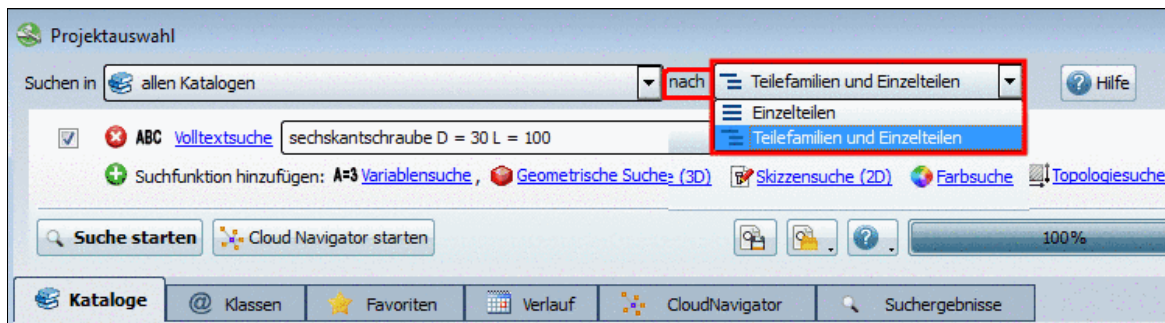 Projektauswahl
Suchen in allen Katalogen nach Teilefamilien und Einzelteilen Hilfe
Einzelteilen
Teilefamilien und Einzelteilen
ABC Volltextsuche sechskantschraube D = 30 L = 100
Suchfunktion hinzufügen: A=3 Variablensuche, Geometrische Suche (3D) Skizzensuche (2D) Farbsuche Topologiesuche
Suche starten Cloud Navigator starten 100%
Kataloge @ Klassen Favoriten Verlauf CloudNavigator Suchergebnisse